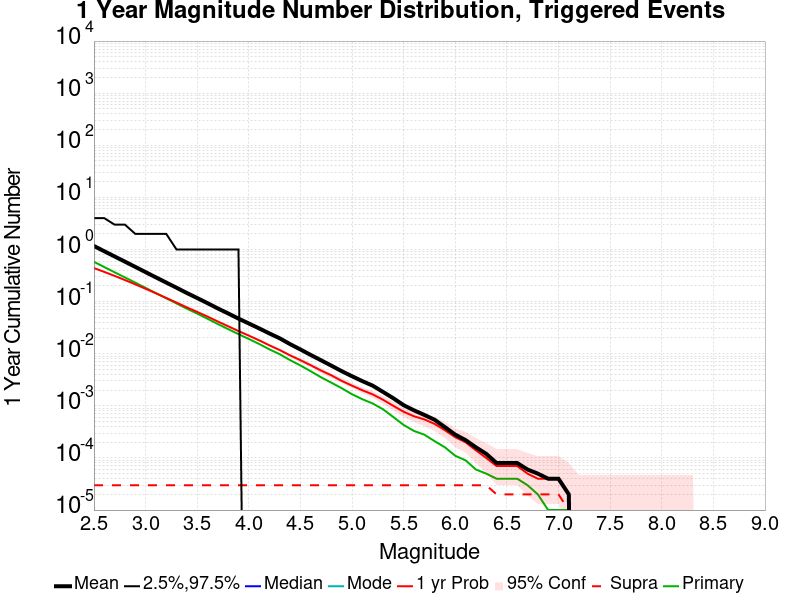 1 Year Magnitude Number Distribution, Triggered Events
10 4
10 3
10 2
10 1
10 0
10 -1
10 -2
10 -3
10 -4
10 -5
1 Year Cumulative Number
2.5 3.0 3.5 4.0 4.5 5.0 5.5 6.0 6.5 7.0 7.5 8.0 8.5 9.0
Magnitude
Mean 2.5%,97.5% Median Mode 1 yr Prob 95% Conf Supra Primary